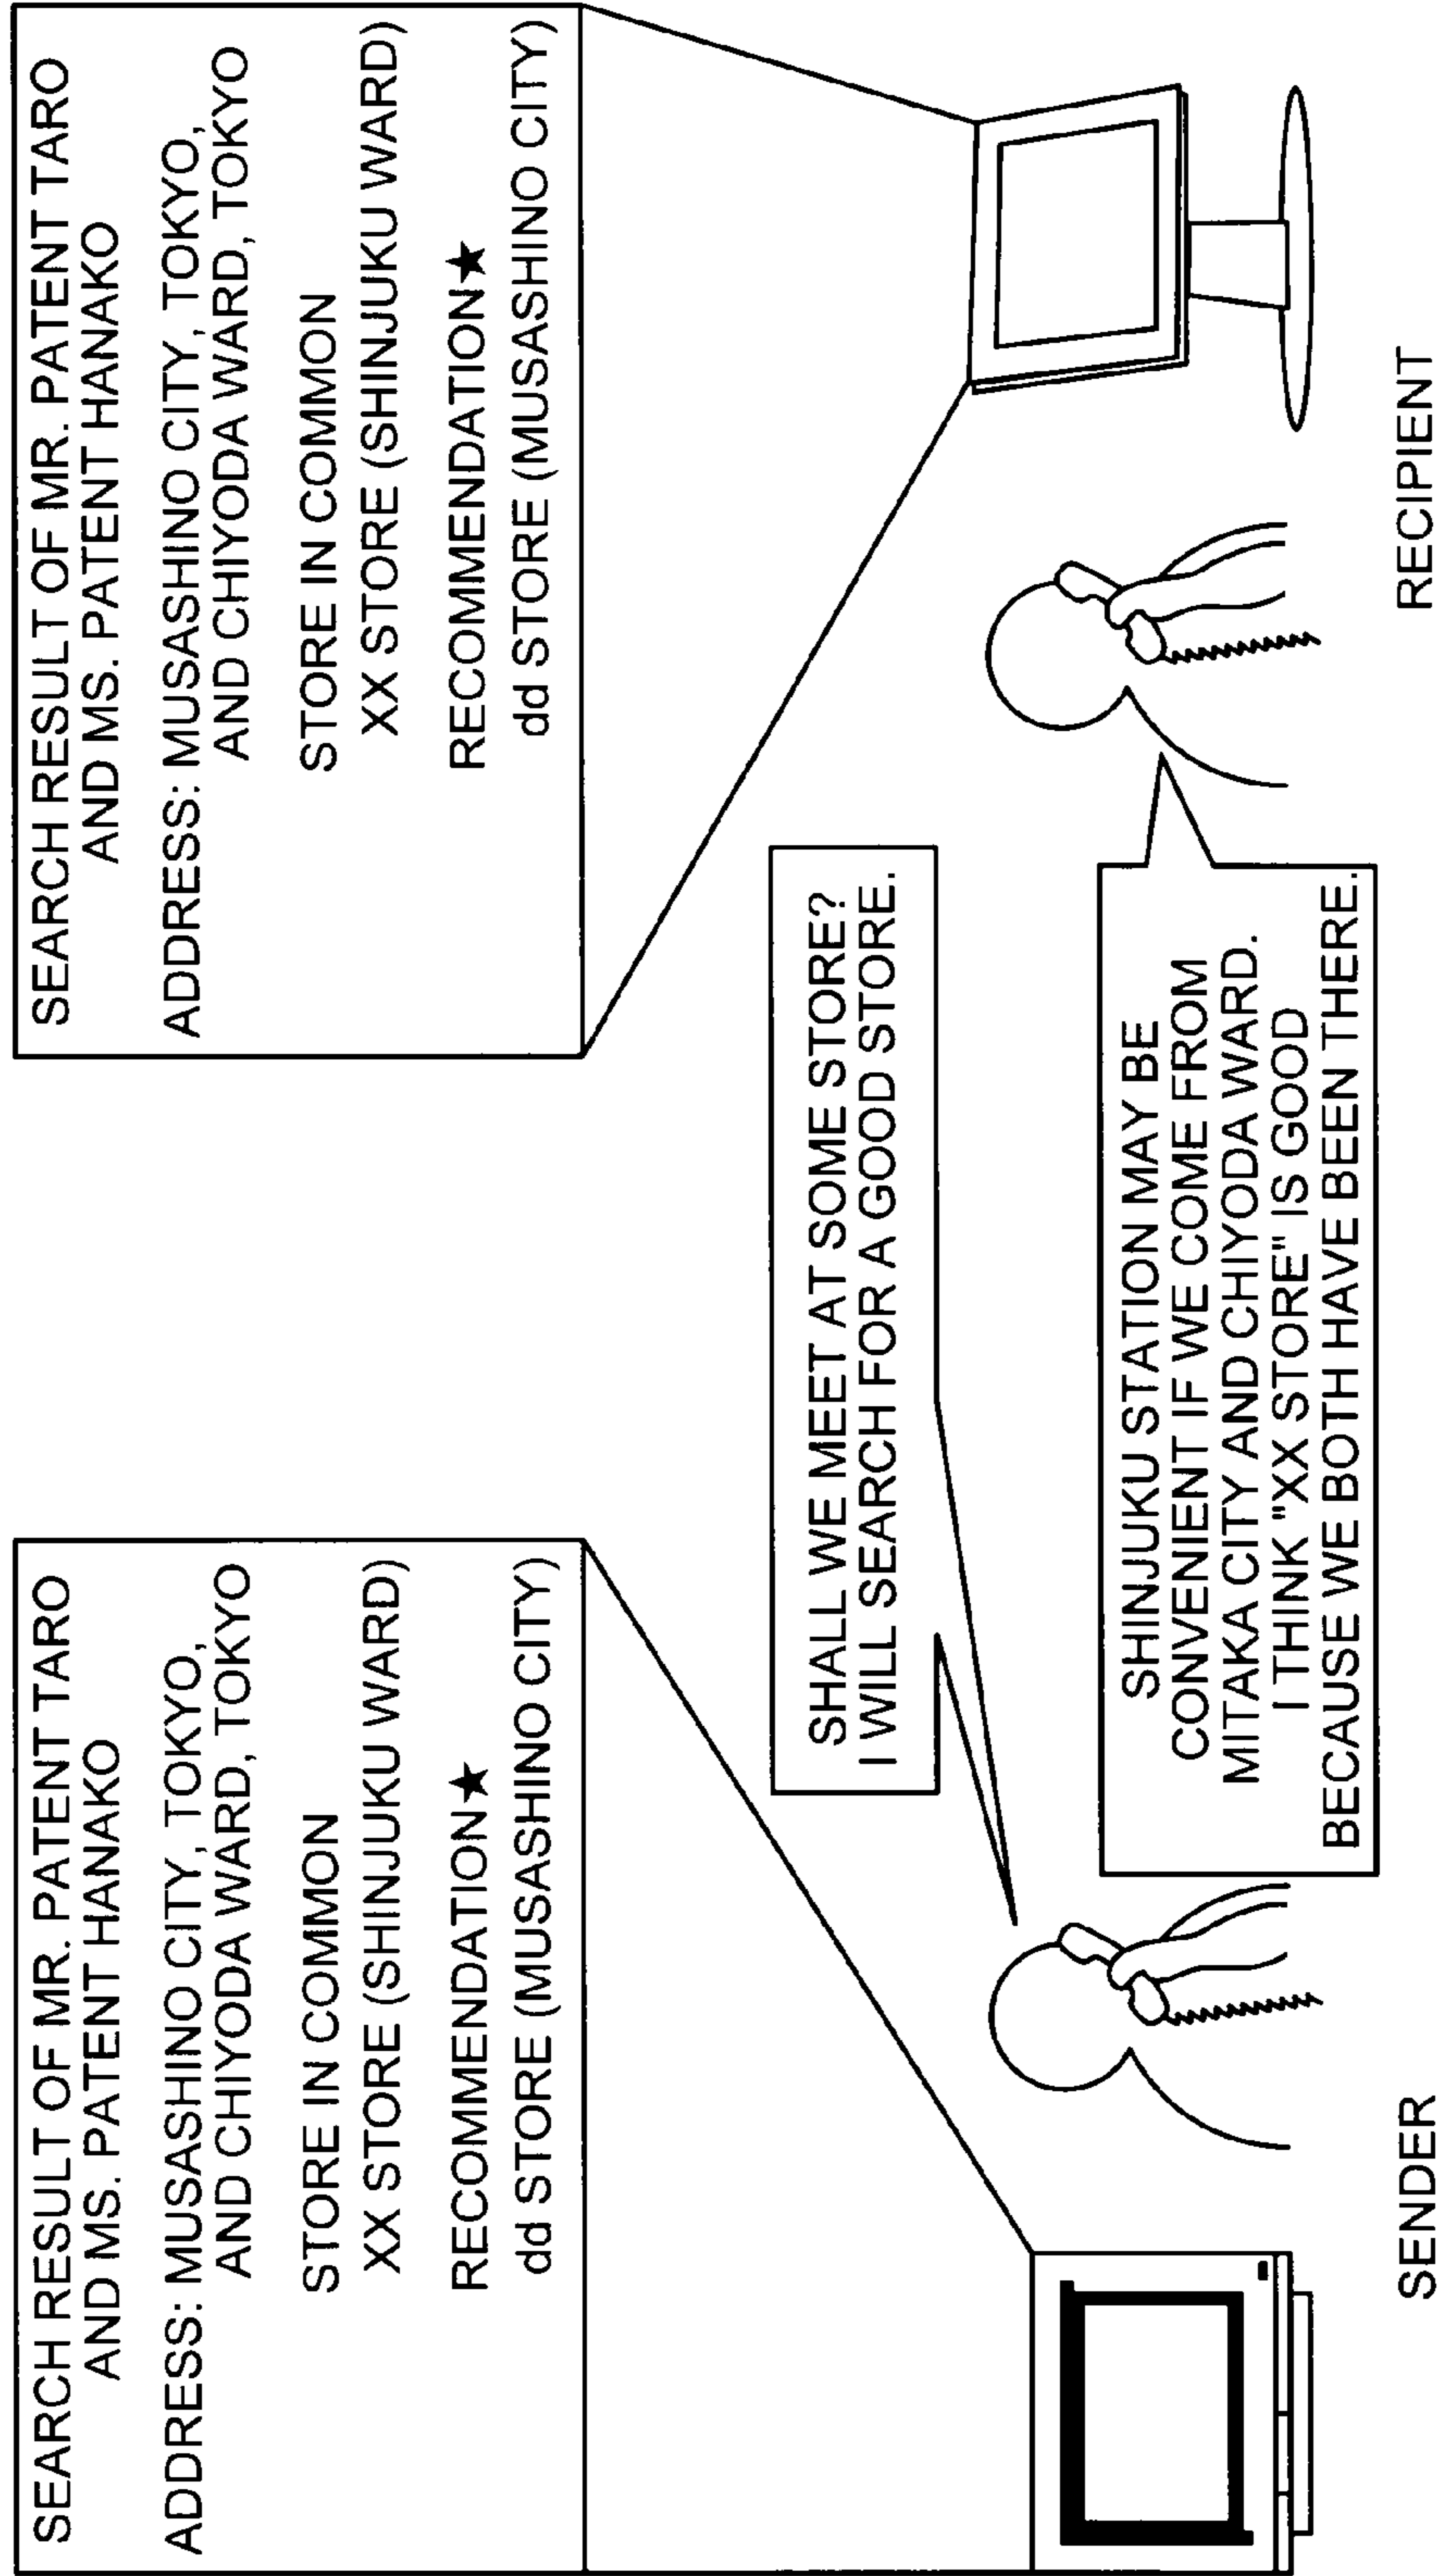 SEARCH RESULT OF MR. PATENT TARO
AND MS. PATENT HANAKO
ADDRESS: MUSASHINO CITY, TOKYO,
AND CHIYODA WARD, TOKYO
STORE IN COMMON
XX STORE (SHINJUKU WARD)
RECOMMENDATION★
dd STORE (MUSASHINO CITY)
SEARCH RESULT OF MR. PATENT TARO
AND MS. PATENT HANAKO
ADDRESS: MUSASHINO CITY, TOKYO,
AND CHIYODA WARD, TOKYO
STORE IN COMMON
XX STORE (SHINJUKU WARD)
RECOMMENDATION★
dd STORE (MUSASHINO CITY)
SHALL WE MEET AT SOME STORE?
I WILL SEARCH FOR A GOOD STORE.
SHINJUKU STATION MAY BE
CONVENIENT IF WE COME FROM
MITAKA CITY AND CHIYODA WARD.
I THINK "XX STORE" IS GOOD
BECAUSE WE BOTH HAVE BEEN THERE.
SENDER
RECIPIENT